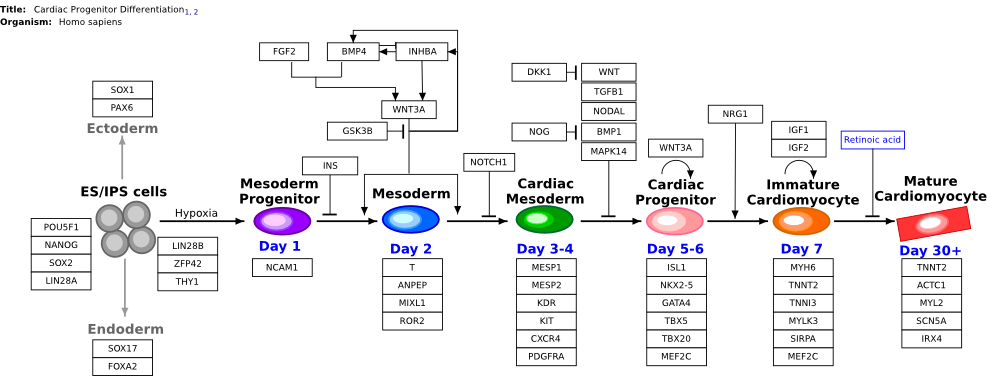 Title: Cardiac Progenitor Differentiation1, 2
Organism: Homo sapiens
SOX1
PAX6
Ectoderm
ES/IPS cells
POU5F1
NANOG
SOX2
LIN28A
Hypoxia
LIN28B
ZFP42
THY1
Endoderm
SOX17
FOXA2
Mesoderm
Progenitor
Day 1
NCAM1
INS
FGF2
BMP4
INHBA
WNT3A
GSK3B
Mesoderm
Day 2
T
ANPEP
MIXL1
ROR2
NOTCH1
Cardiac
Mesoderm
Day 3-4
MESP1
MESP2
KDR
KIT
CXCR4
PDGFRA
DKK1
WNT
TGFB1
NODAL
NOG
BMP1
MAPK14
WNT3A
Cardiac
Progenitor
Day 5-6
ISL1
NKX2-5
GATA4
TBX5
TBX20
MEF2C
NRG1
IGF1
IGF2
Immature
Cardiomyocyte
Day 7
MYH6
TNNT2
TNNI3
MYLK3
SIRPA
MEF2C
Retinoic acid
Mature
Cardiomyocyte
Day 30+
TNNT2
ACTC1
MYL2
SCN5A
IRX4